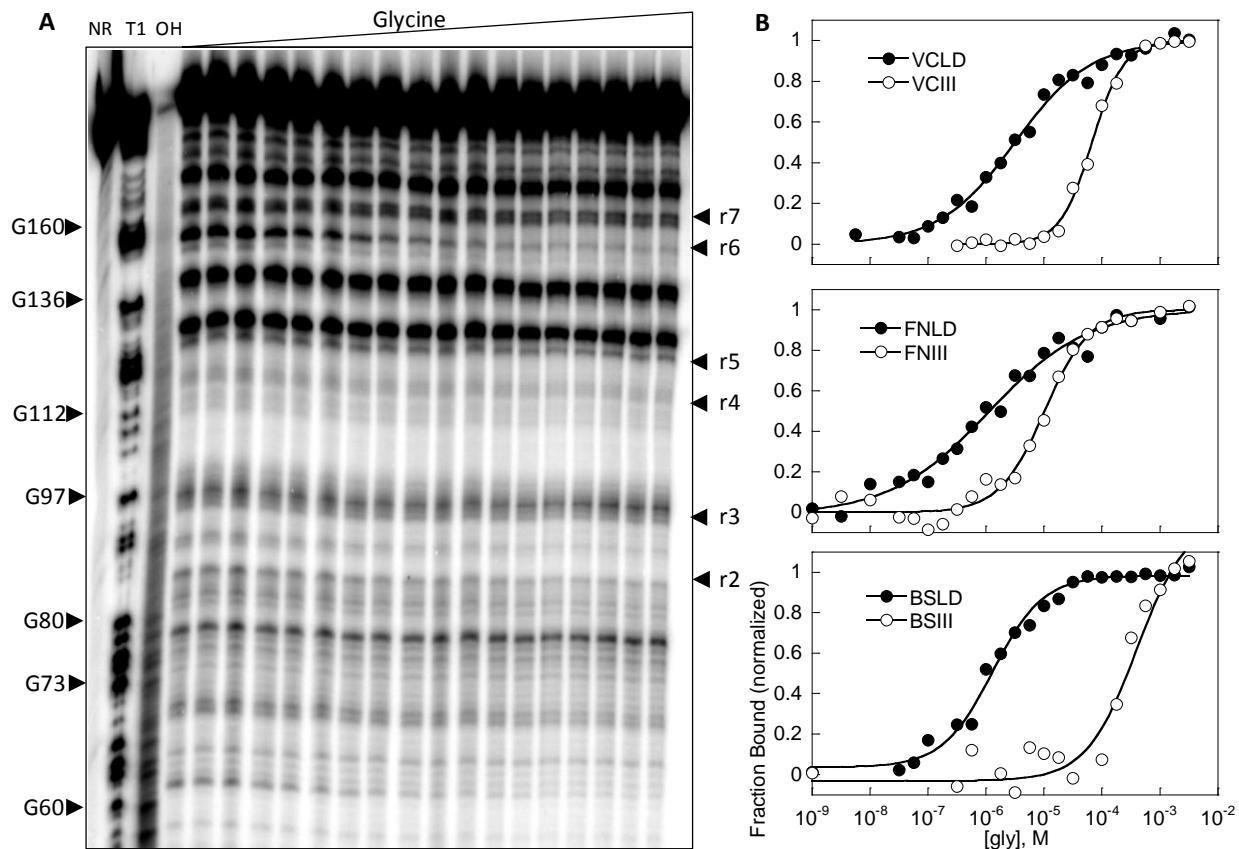 A
Glycine
NR T1 OH
G160
G136
G112
G97
G80
G73
G60
r7
r6
r5
r4
r3
r2
B
1
0.8
0.6
0.4
0.2
0
VCLD
VCIII
1
0.8
0.6
0.4
0.2
0
FNLD
FNIII
1
0.8
0.6
0.4
0.2
0
BSLD
BSIII
Fraction Bound (normalized)
10-9 10-8 10-7 10-6 10-5 10-4 10-3 10-2
[gly], M